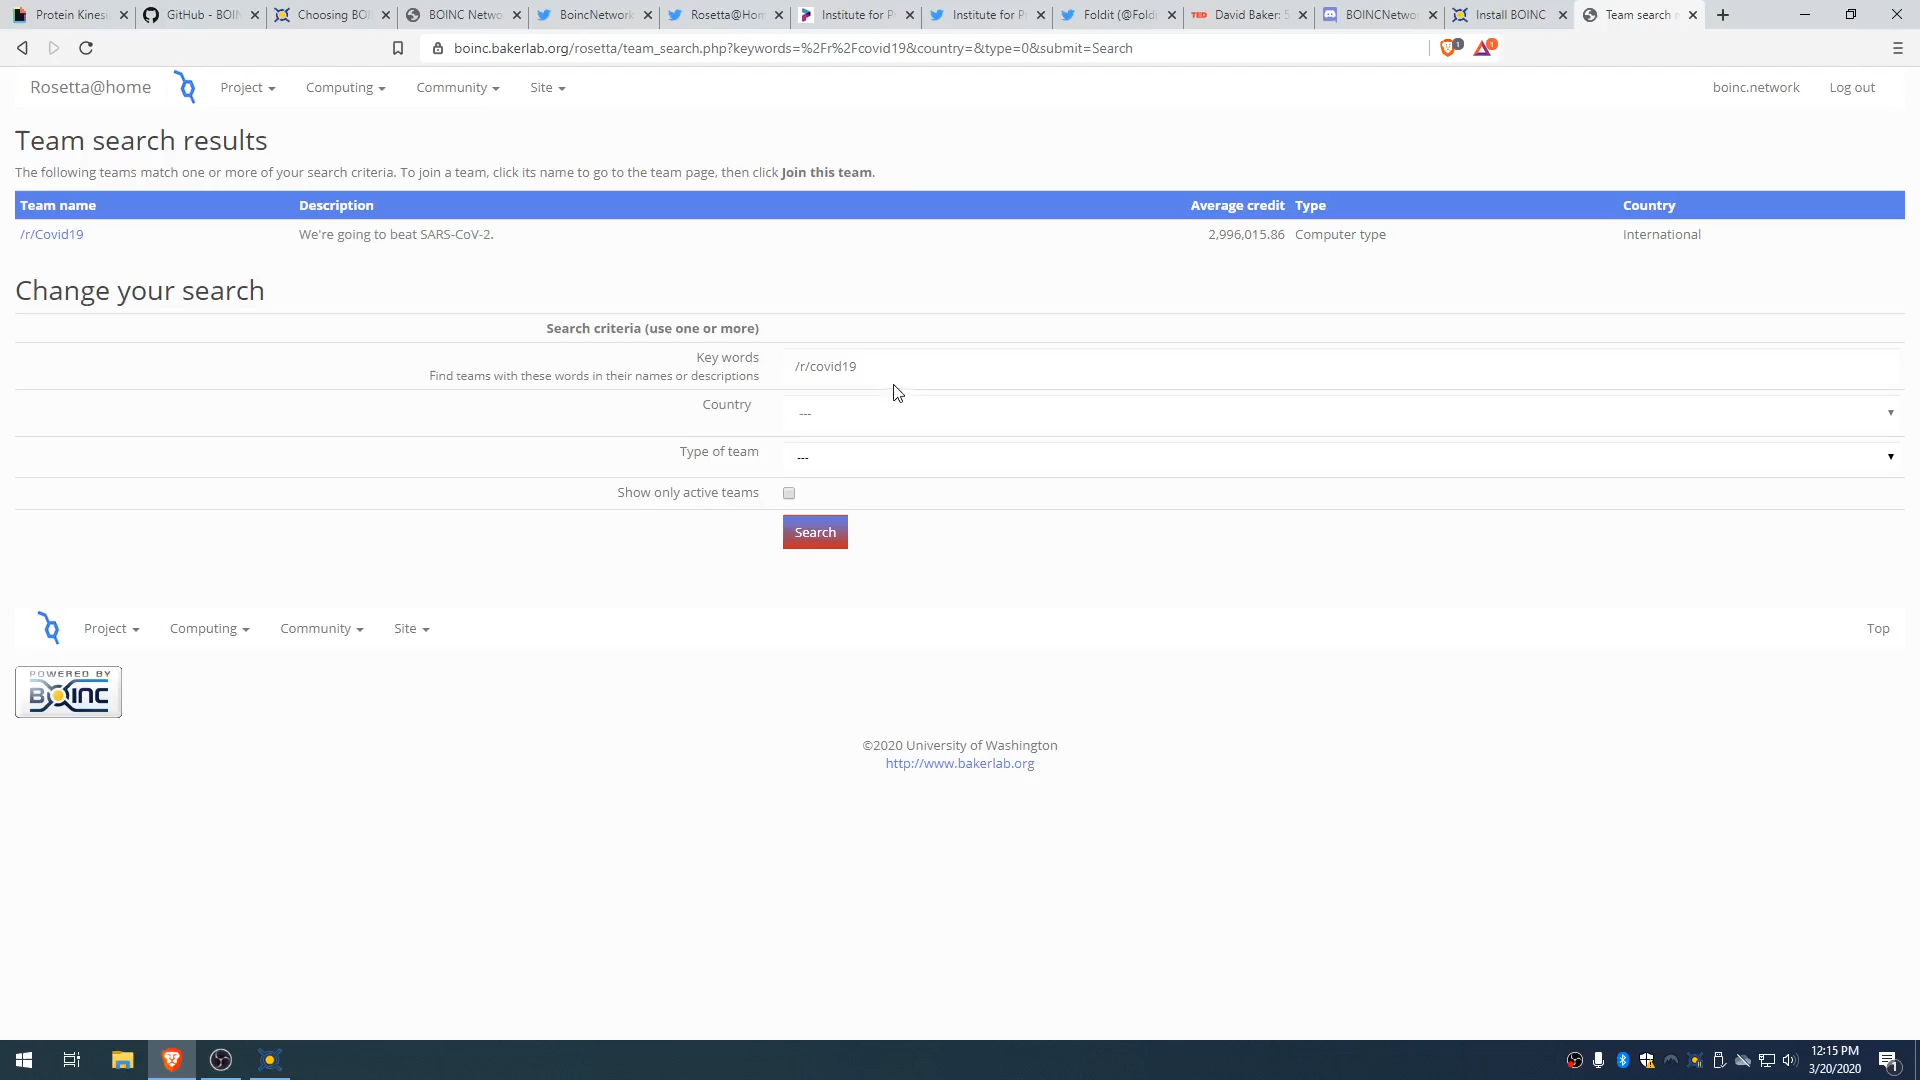 Protein Kinesi
GitHub - BOIN
Choosing BOI
BOINC Netwo
BoincNetwork
Rosetta@Hom
Institute for P
Institute for Pr
Foldit (@Foldi
TED David Baker: 5
BOINCNetwo
Install BOINC
Team search r
boinc.bakerlab.org/rosetta/team_search.php?keywords=%2Fr%2Fcovid19&country=&type=0&submit=Search
1
1
Rosetta@home
Project
Computing
Community
Site
boinc.network
Log out
Team search results
The following teams match one or more of your search criteria. To join a team, click its name to go to the team page, then click Join this team.
Team name Description Average credit Type Country
/r/Covid19 We're going to beat SARS-CoV-2. 2,996,015.86 Computer type International
Change your search
Search criteria (use one or more)
Key words
Find teams with these words in their names or descriptions
/r/covid19
Country
---
Type of team
---
Show only active teams
Search
Project
Computing
Community
Site
Top
POWERED BY
BOINC
©2020 University of Washington
http://www.bakerlab.org
12:15 PM
3/20/2020
1